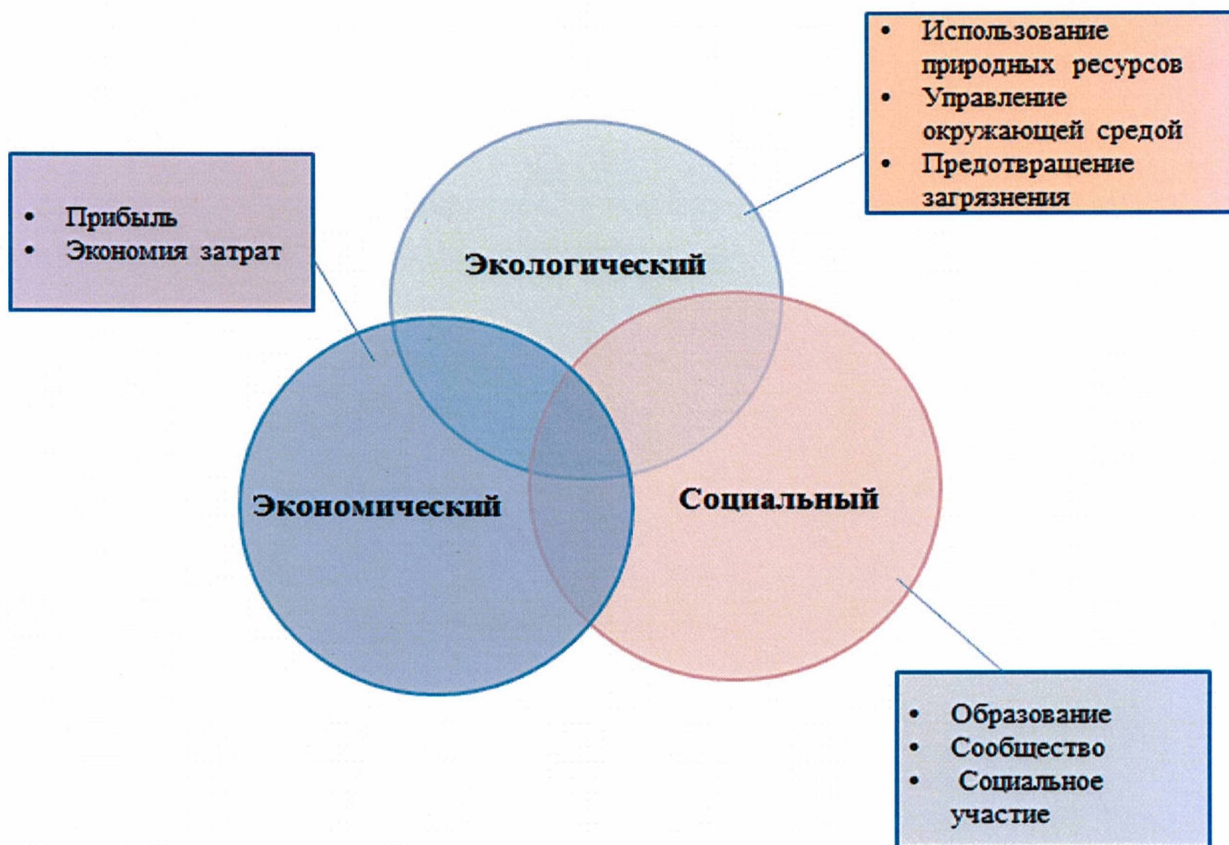 • Использование
природных ресурсов
• Управление
окружающей средой
• Предотвращение
загрязнения
• Прибыль
• Экономия затрат
Экологический
Экономический
Социальный
• Образование
• Сообщество
• Социальное
участие